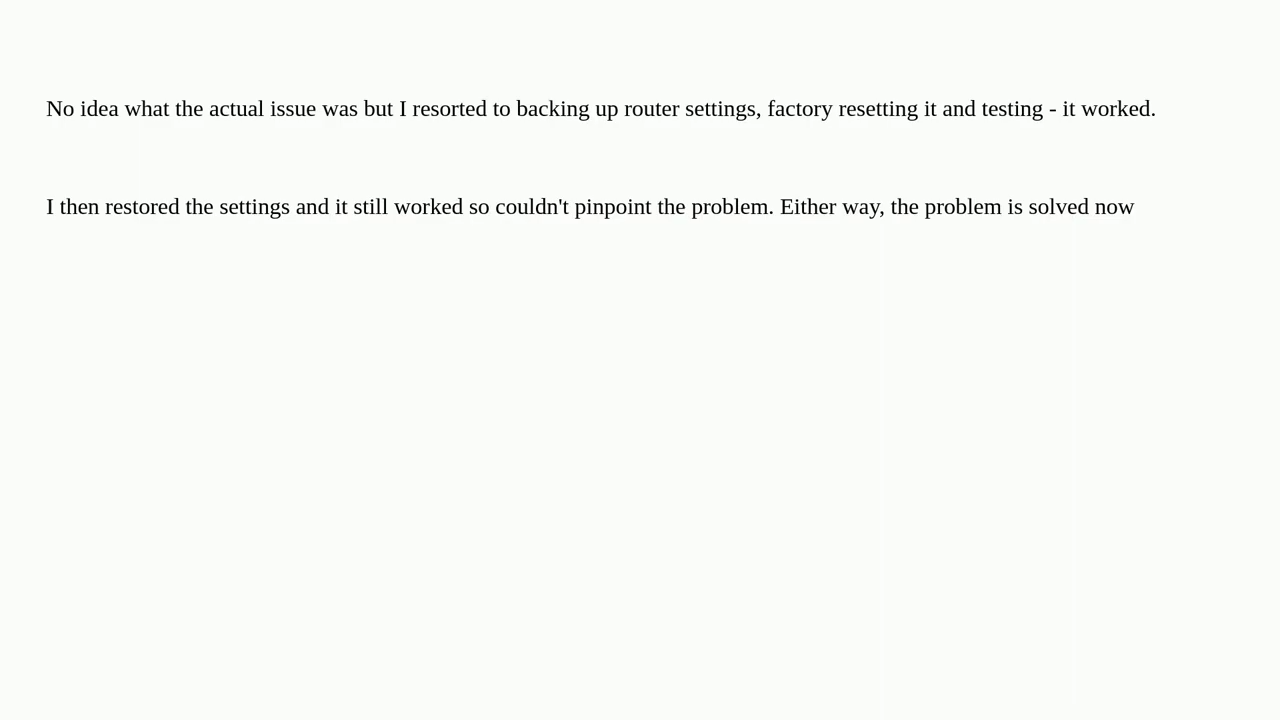 No idea what the actual issue was but I resorted to backing up router settings, factory resetting it and testing - it worked.
I then restored the settings and it still worked so couldn't pinpoint the problem. Either way, the problem is solved now